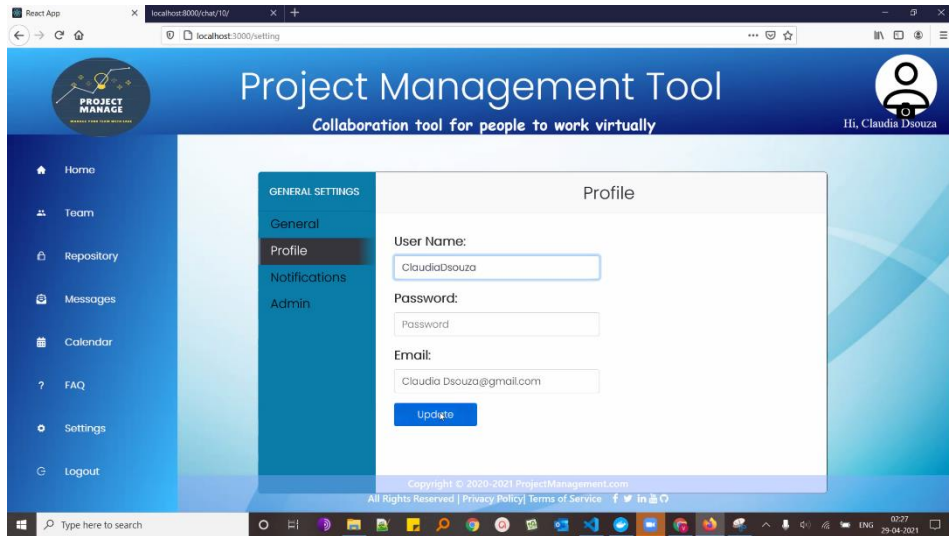 React App
localhost:8000/chat/10/
localhost:3000/setting
PROJECT
MANAGE
Project Management Tool
Collaboration tool for people to work virtually
Hi, Claudia Dsouza
Home
Team
Repository
Messages
Calendar
FAQ
Settings
Logout
GENERAL SETTINGS
General
Profile
Notifications
Admin
Profile
User Name:
ClaudiaDsouza
Password:
Password
Email:
Claudia Dsouza@gmail.com
Update
Copyright © 2020-2021 ProjectManagement.com
All Rights Reserved | Privacy Policy| Terms of Service
Type here to search
ENG
02:27
29-04-2021